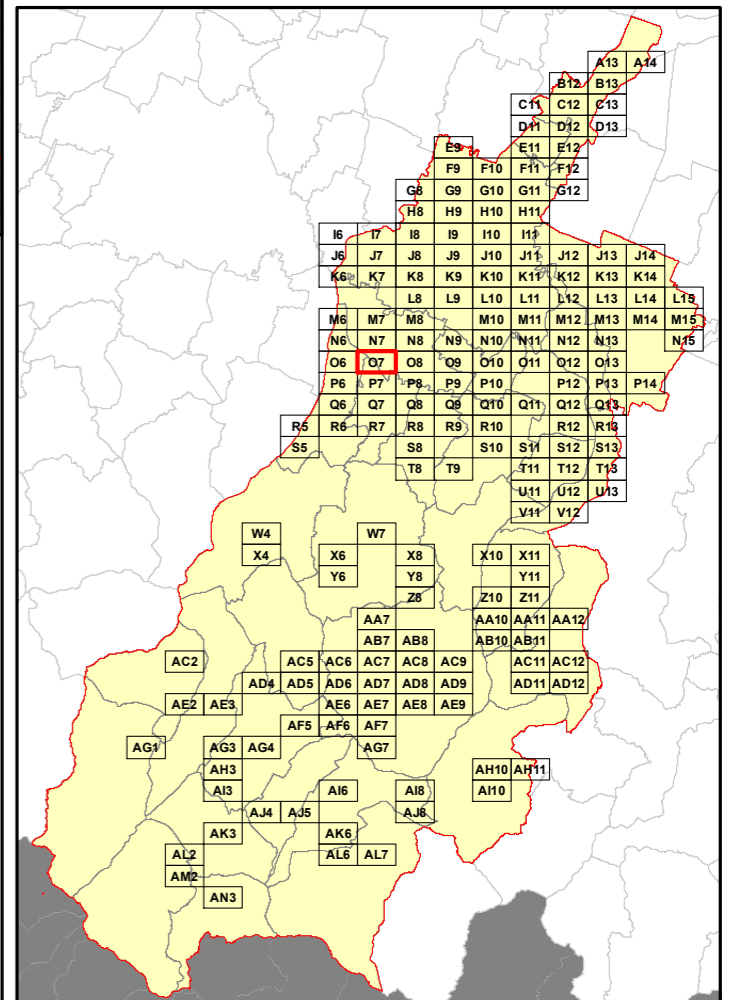 A13 A14
B12 B13
C11 C12 C13
D11 D12 D13
E9 E11 E12
F9 F10 F11 F12
G8 G9 G10 G11 G12
H8 H9 H10 H11
I6 I7 I8 I9 I10 I11
J6 J7 J8 J9 J10 J11 J12 J13 J14
K6 K7 K8 K9 K10 K11 K12 K13 K14
L8 L9 L10 L11 L12 L13 L14 L15
M6 M7 M8 M10 M11 M12 M13 M14 M15
N6 N7 N8 N9 N10 N11 N12 N13 N15
O6 O7 O8 O9 O10 O11 O12 O13
P6 P7 P8 P9 P10 P12 P13 P14
Q6 Q7 Q8 Q9 Q10 Q11 Q12 Q13
R5 R6 R7 R8 R9 R10 R12 R13
S5 S8 S10 S11 S12 S13
T8 T9 T11 T12 T13
U11 U12 U13
V11 V12
W4 W7
X4 X6 X8 X10 X11
Y6 Y8 Y11
Z8 Z10 Z11
AA7 AA10 AA11 AA12
AB7 AB8 AB10 AB11
AC2 AC5 AC6 AC7 AC8 AC9 AC11 AC12
AD4 AD5 AD6 AD7 AD8 AD9 AD11 AD12
AE2 AE3 AE6 AE7 AE8 AE9
AF5 AF6 AF7
AG1 AG3 AG4 AG7
AH3 AH10 AH11
AI3 AI6 AI8 AI10
AJ4 AJ5 AJ8
AK3 AK6
AL2 AL6 AL7
AM2
AN3